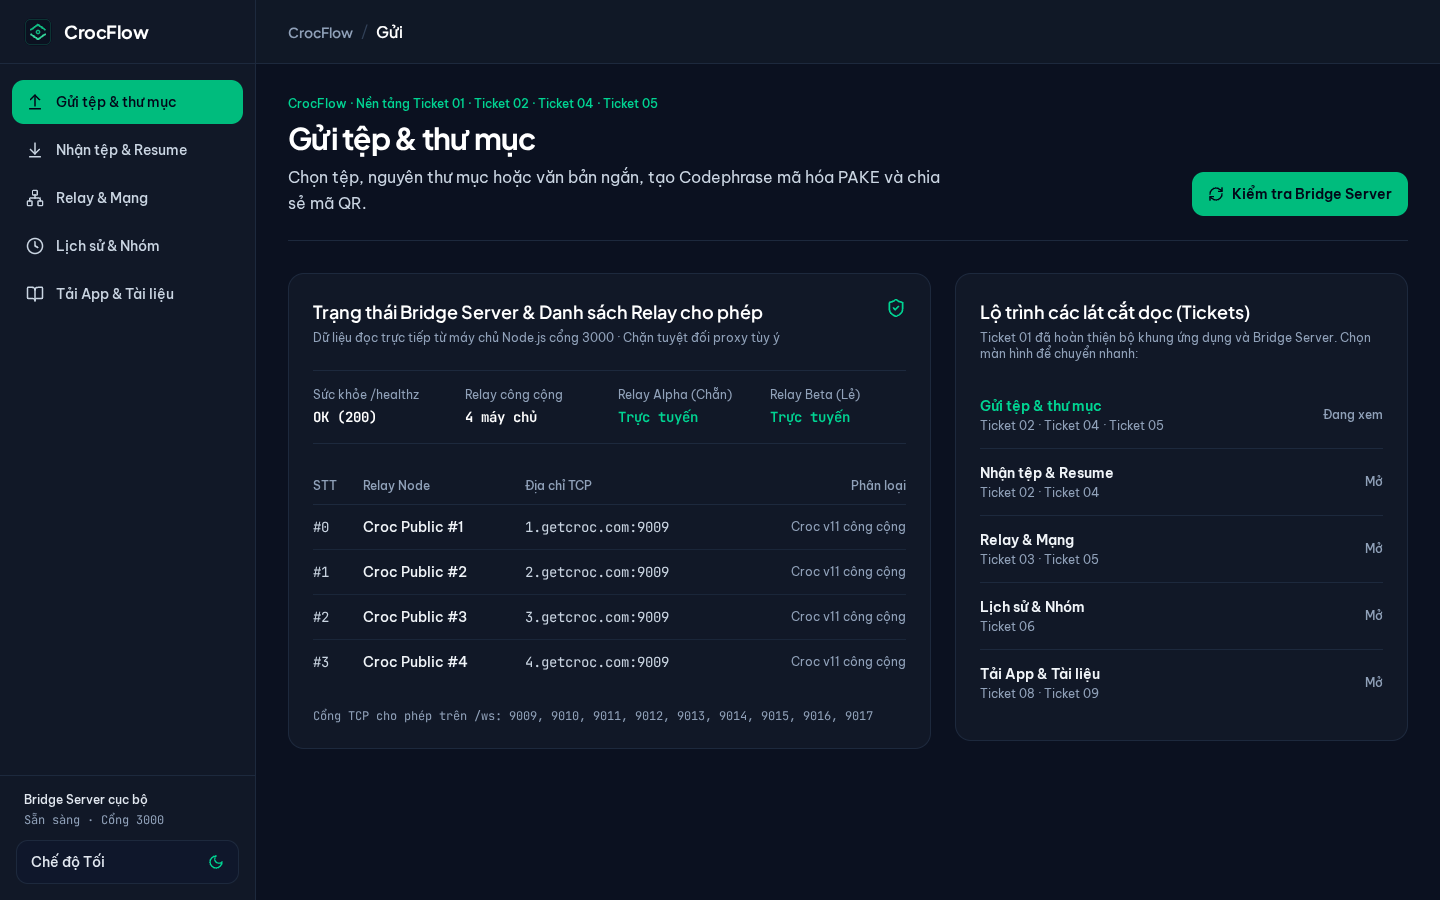 CrocFlow
Gửi tệp & thư mục
Nhận tệp & Resume
Relay & Mạng
Lịch sử & Nhóm
Tải App & Tài liệu
Bridge Server cục bộ
Sẵn sàng · Cổng 3000
Chế độ Tối
CrocFlow / Gửi
CrocFlow · Nền tảng Ticket 01 · Ticket 02 · Ticket 04 · Ticket 05
Gửi tệp & thư mục
Chọn tệp, nguyên thư mục hoặc văn bản ngắn, tạo Codephrase mã hóa PAKE và chia
sẻ mã QR.
Kiểm tra Bridge Server
Trạng thái Bridge Server & Danh sách Relay cho phép
Dữ liệu đọc trực tiếp từ máy chủ Node.js cổng 3000 · Chặn tuyệt đối proxy tùy ý
Sức khỏe /healthz
OK (200)
Relay công cộng
4 máy chủ
Relay Alpha (Chẵn)
Trực tuyến
Relay Beta (Lẻ)
Trực tuyến
STT Relay Node Địa chỉ TCP Phân loại
#0 Croc Public #1 1.getcroc.com:9009 Croc v11 công cộng
#1 Croc Public #2 2.getcroc.com:9009 Croc v11 công cộng
#2 Croc Public #3 3.getcroc.com:9009 Croc v11 công cộng
#3 Croc Public #4 4.getcroc.com:9009 Croc v11 công cộng
Cổng TCP cho phép trên /ws: 9009, 9010, 9011, 9012, 9013, 9014, 9015, 9016, 9017
Lộ trình các lát cắt dọc (Tickets)
Ticket 01 đã hoàn thiện bộ khung ứng dụng và Bridge Server. Chọn
màn hình để chuyển nhanh:
Gửi tệp & thư mục
Ticket 02 · Ticket 04 · Ticket 05
Đang xem
Nhận tệp & Resume
Ticket 02 · Ticket 04
Mở
Relay & Mạng
Ticket 03 · Ticket 05
Mở
Lịch sử & Nhóm
Ticket 06
Mở
Tải App & Tài liệu
Ticket 08 · Ticket 09
Mở